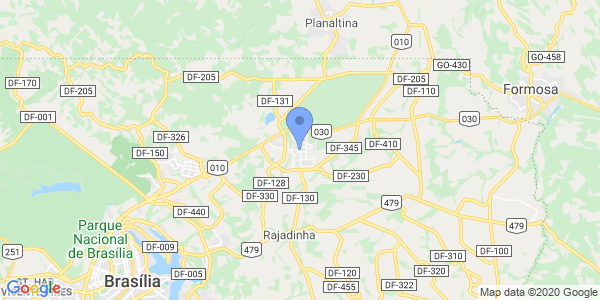 Planaltina
010
GO-458
GO-430
DF-205
DF-205
DF-170
DF-205
DF-110
Formosa
DF-131
DF-001
030
030
DF-326
DF-345
DF-410
DF-150
010
DF-230
DF-128
DF-330
DF-130
479
DF-440
479
Parque
Nacional
de Brasília
Rajadinha
DF-009
479
251
DF-310
DF-100
DF-005
DF-120
DF-320
Brasília
DF-322
DF-455
Google
Map data ©2020 Google